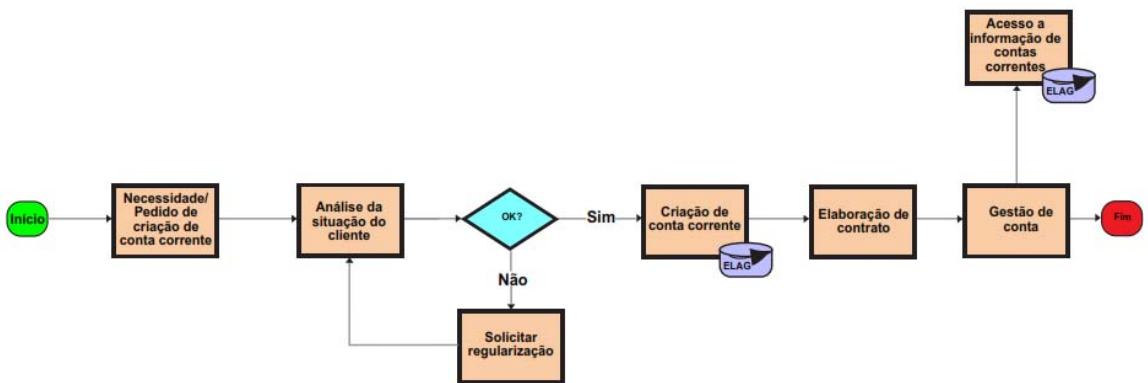 Acesso a
informação de
contas
correntes
ELAG
Início
Necessidade/
Pedido de
criação de
conta corrente
Análise da
situação do
cliente
OK?
Sim
Criação de
conta corrente
ELAG
Elaboração de
contrato
Gestão de
conta
Fim
Não
Solicitar
regularização